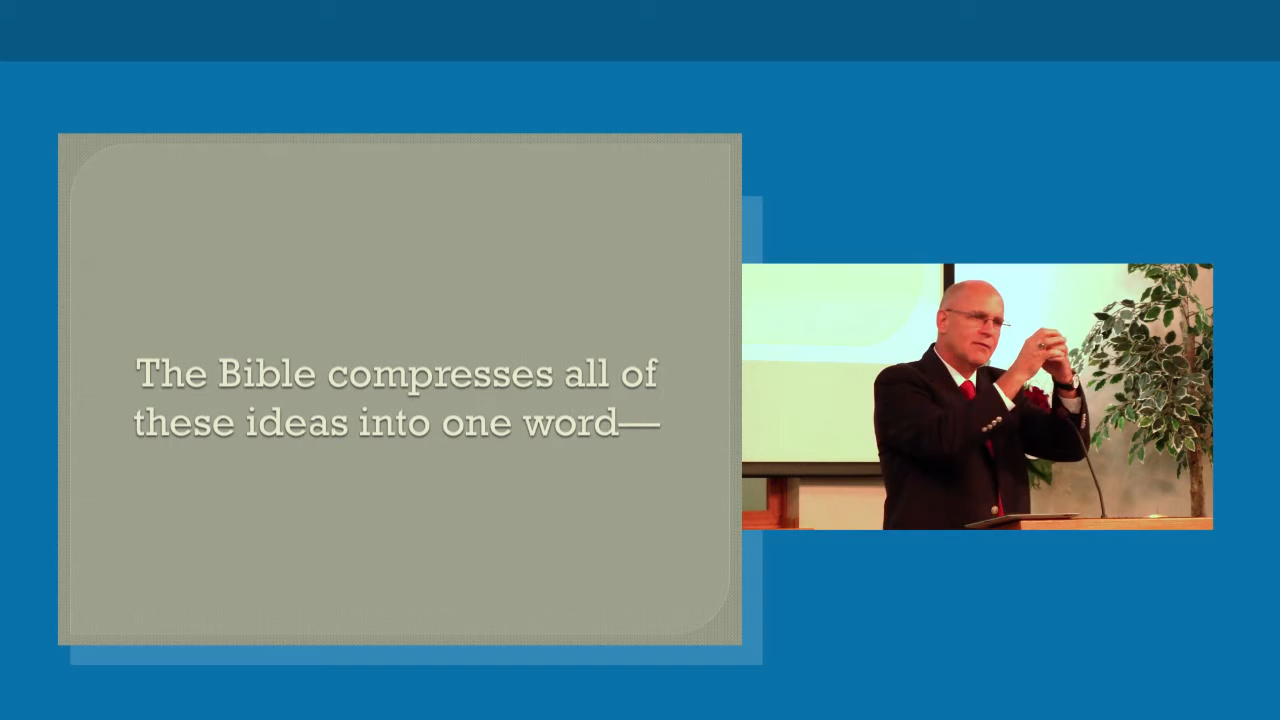 The Bible compresses all of
these ideas into one word—